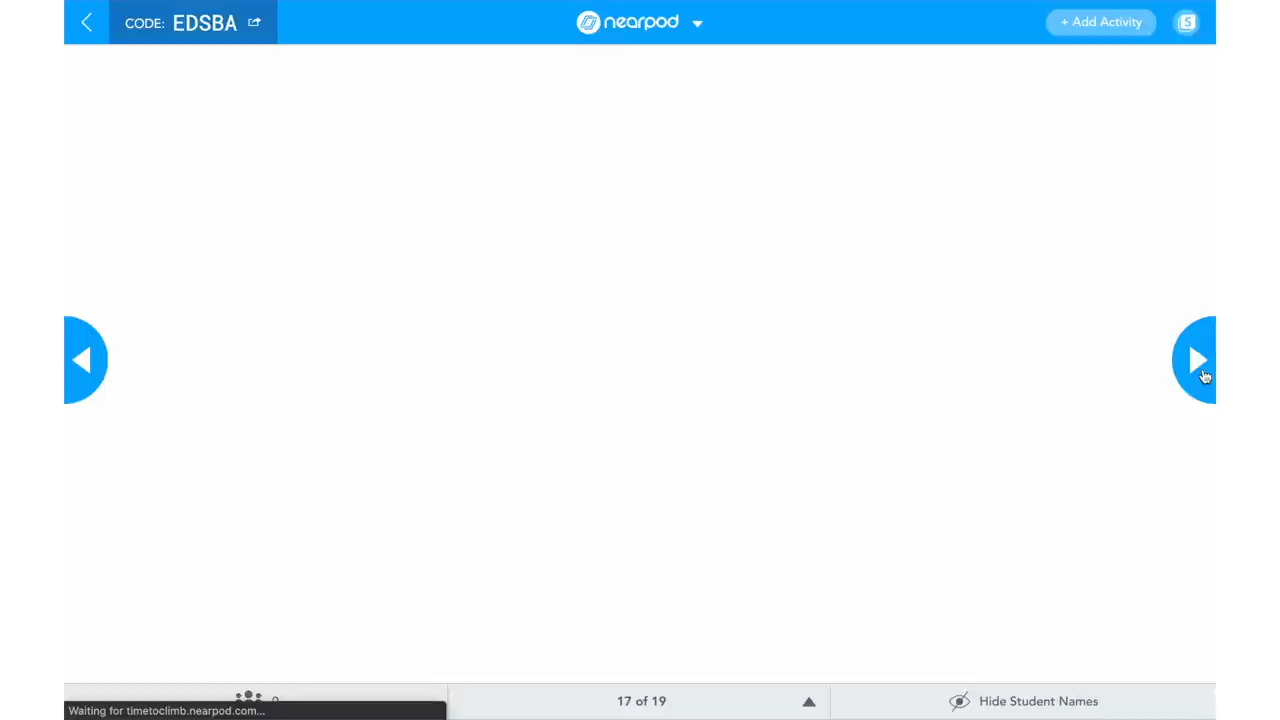 CODE: EDSBA
nearpod
+ Add Activity
S
17 of 19
Hide Student Names
Waiting for timetoclimb.nearpod.com...